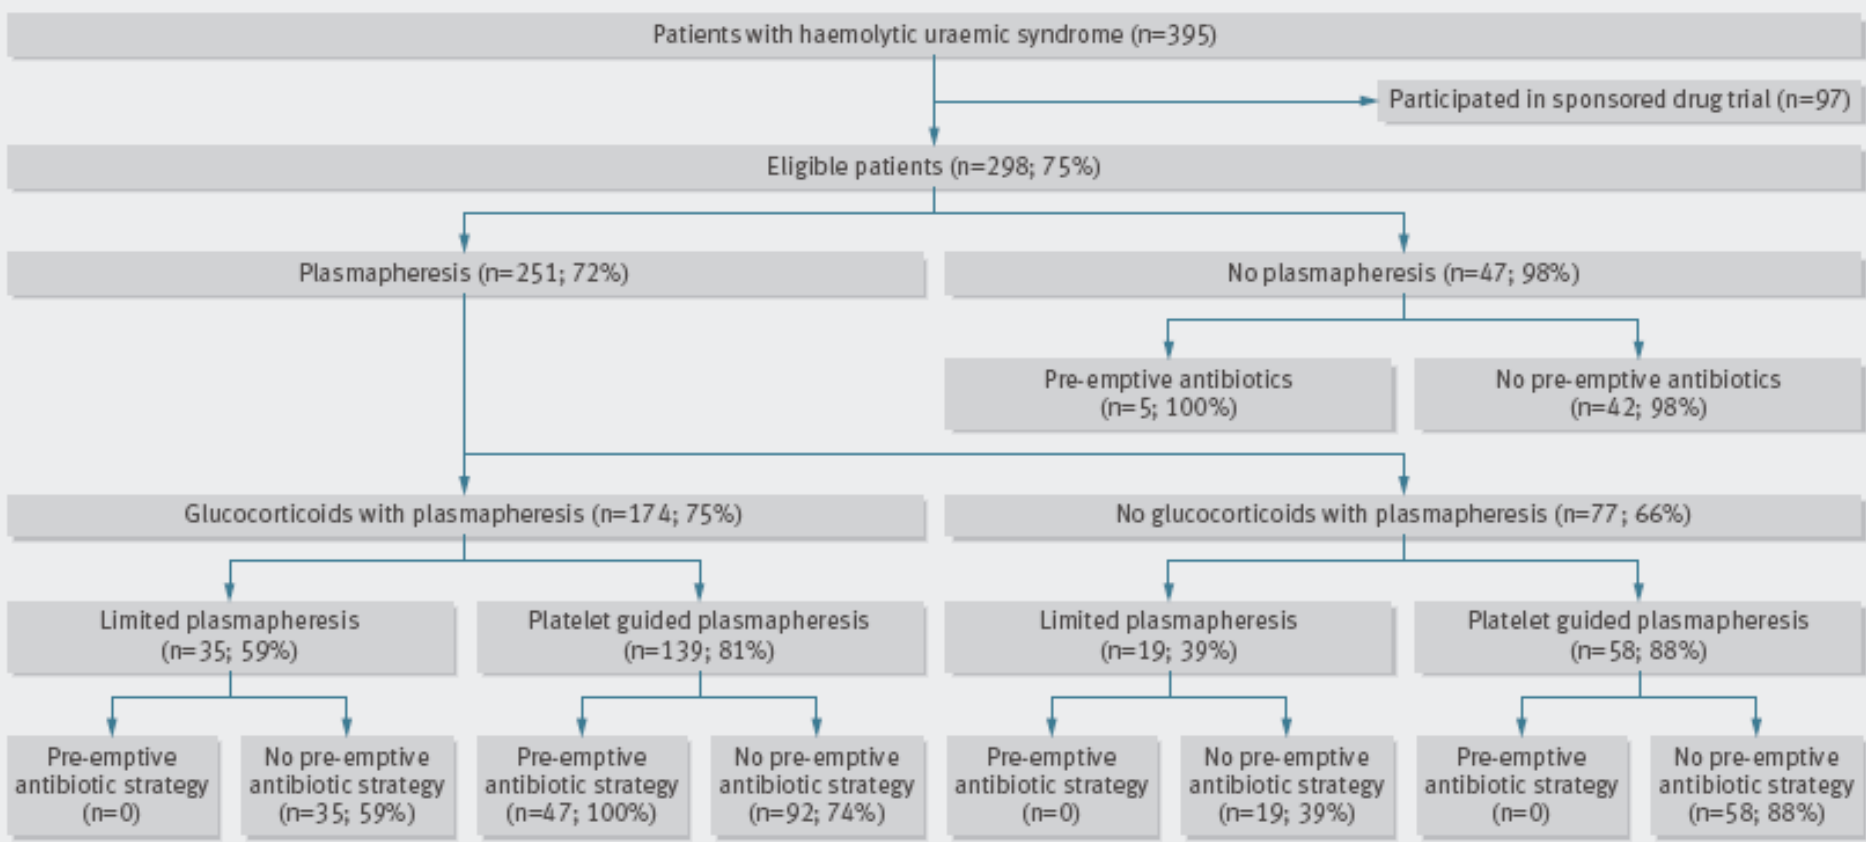 Patients with haemolytic uraemic syndrome (n=395)
Participated in sponsored drug trial (n=97)
Eligible patients (n=298; 75%)
Plasmapheresis (n=251; 72%)
No plasmapheresis (n=47; 98%)
Pre-emptive antibiotics
(n=5; 100%)
No pre-emptive antibiotics
(n=42; 98%)
Glucocorticoids with plasmapheresis (n=174; 75%)
No glucocorticoids with plasmapheresis (n=77; 66%)
Limited plasmapheresis
(n=35; 59%)
Platelet guided plasmapheresis
(n=139; 81%)
Limited plasmapheresis
(n=19; 39%)
Platelet guided plasmapheresis
(n=58; 88%)
Pre-emptive
antibiotic strategy
(n=0)
No pre-emptive
antibiotic strategy
(n=35; 59%)
Pre-emptive
antibiotic strategy
(n=47; 100%)
No pre-emptive
antibiotic strategy
(n=92; 74%)
Pre-emptive
antibiotic strategy
(n=0)
No pre-emptive
antibiotic strategy
(n=19; 39%)
Pre-emptive
antibiotic strategy
(n=0)
No pre-emptive
antibiotic strategy
(n=58; 88%)